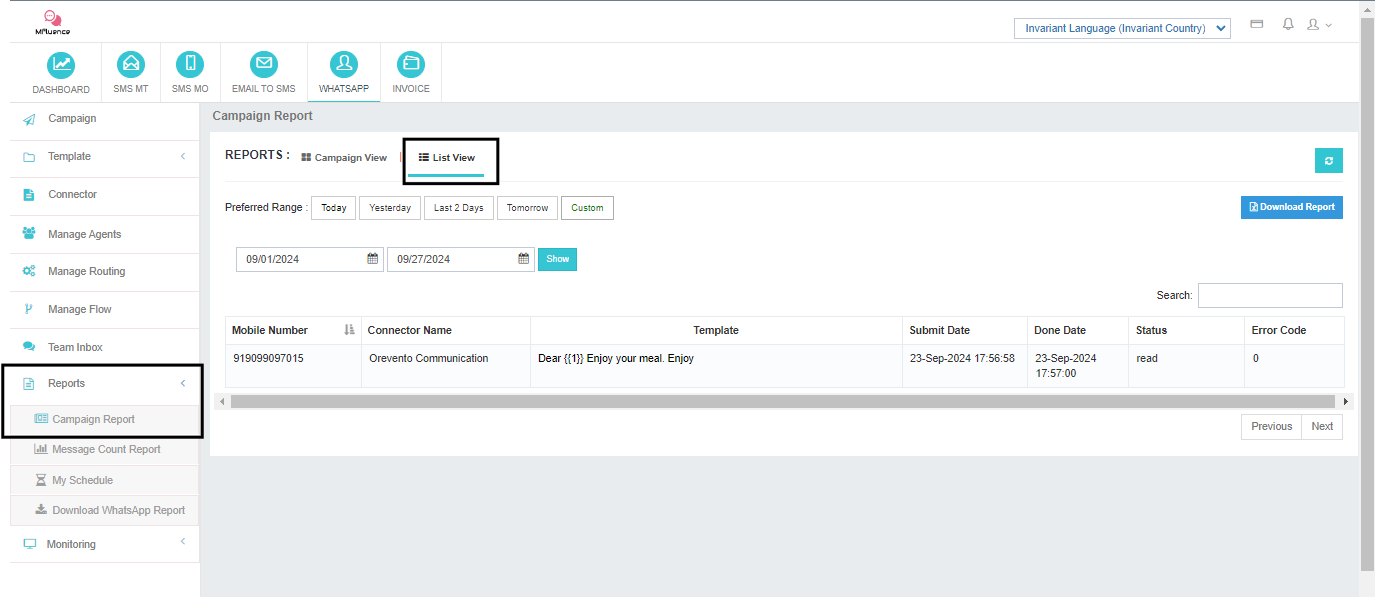 Mfluence
Invariant Language (Invariant Country)
DASHBOARD
SMS MT
SMS MO
EMAIL TO SMS
WHATSAPP
INVOICE
Campaign
Template
Connector
Manage Agents
Manage Routing
Manage Flow
Team Inbox
Reports
Campaign Report
Message Count Report
My Schedule
Download WhatsApp Report
Monitoring
Campaign Report
REPORTS : Campaign View | List View
Preferred Range : Today Yesterday Last 2 Days Tomorrow Custom
Download Report
09/01/2024 09/27/2024 Show
Search:
Mobile Number Connector Name Template Submit Date Done Date Status Error Code
919099097015 Orevento Communication Dear {{1}} Enjoy your meal. Enjoy 23-Sep-2024 17:56:58 23-Sep-2024 read 0
17:57:00
Previous Next